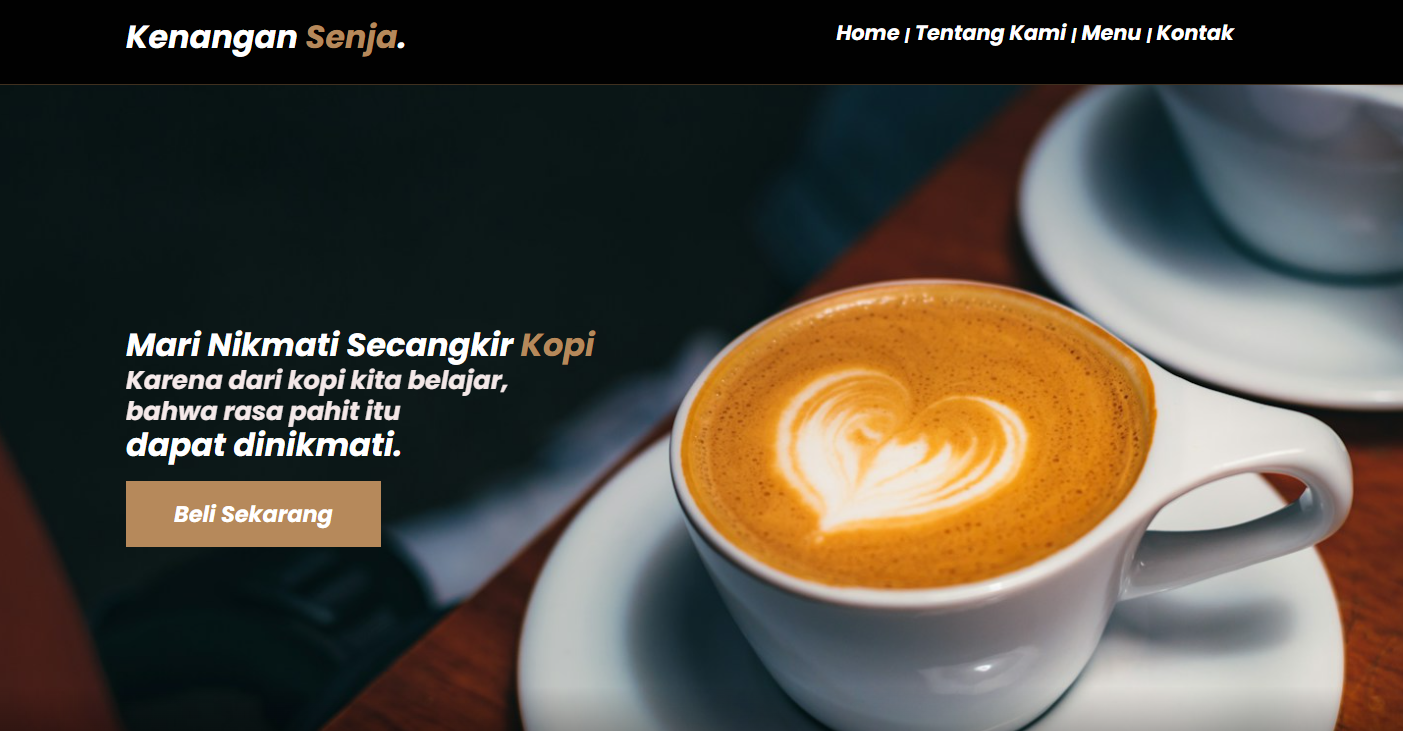 Kenangan Senja.
Home | Tentang Kami | Menu | Kontak
Mari Nikmati Secangkir Kopi
Karena dari kopi kita belajar,
bahwa rasa pahit itu
dapat dinikmati.
Beli Sekarang